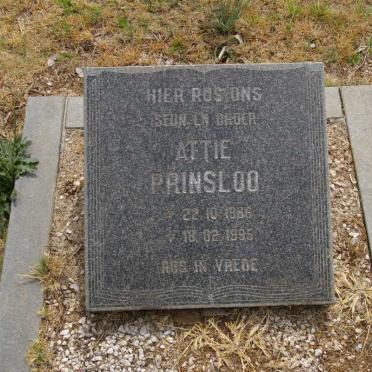 HIER RUS ONS
SEUN EN BROER
ATTIE
PRINSLOO
* 22.10.1986
† 18.02.1995
RUS IN VREDE